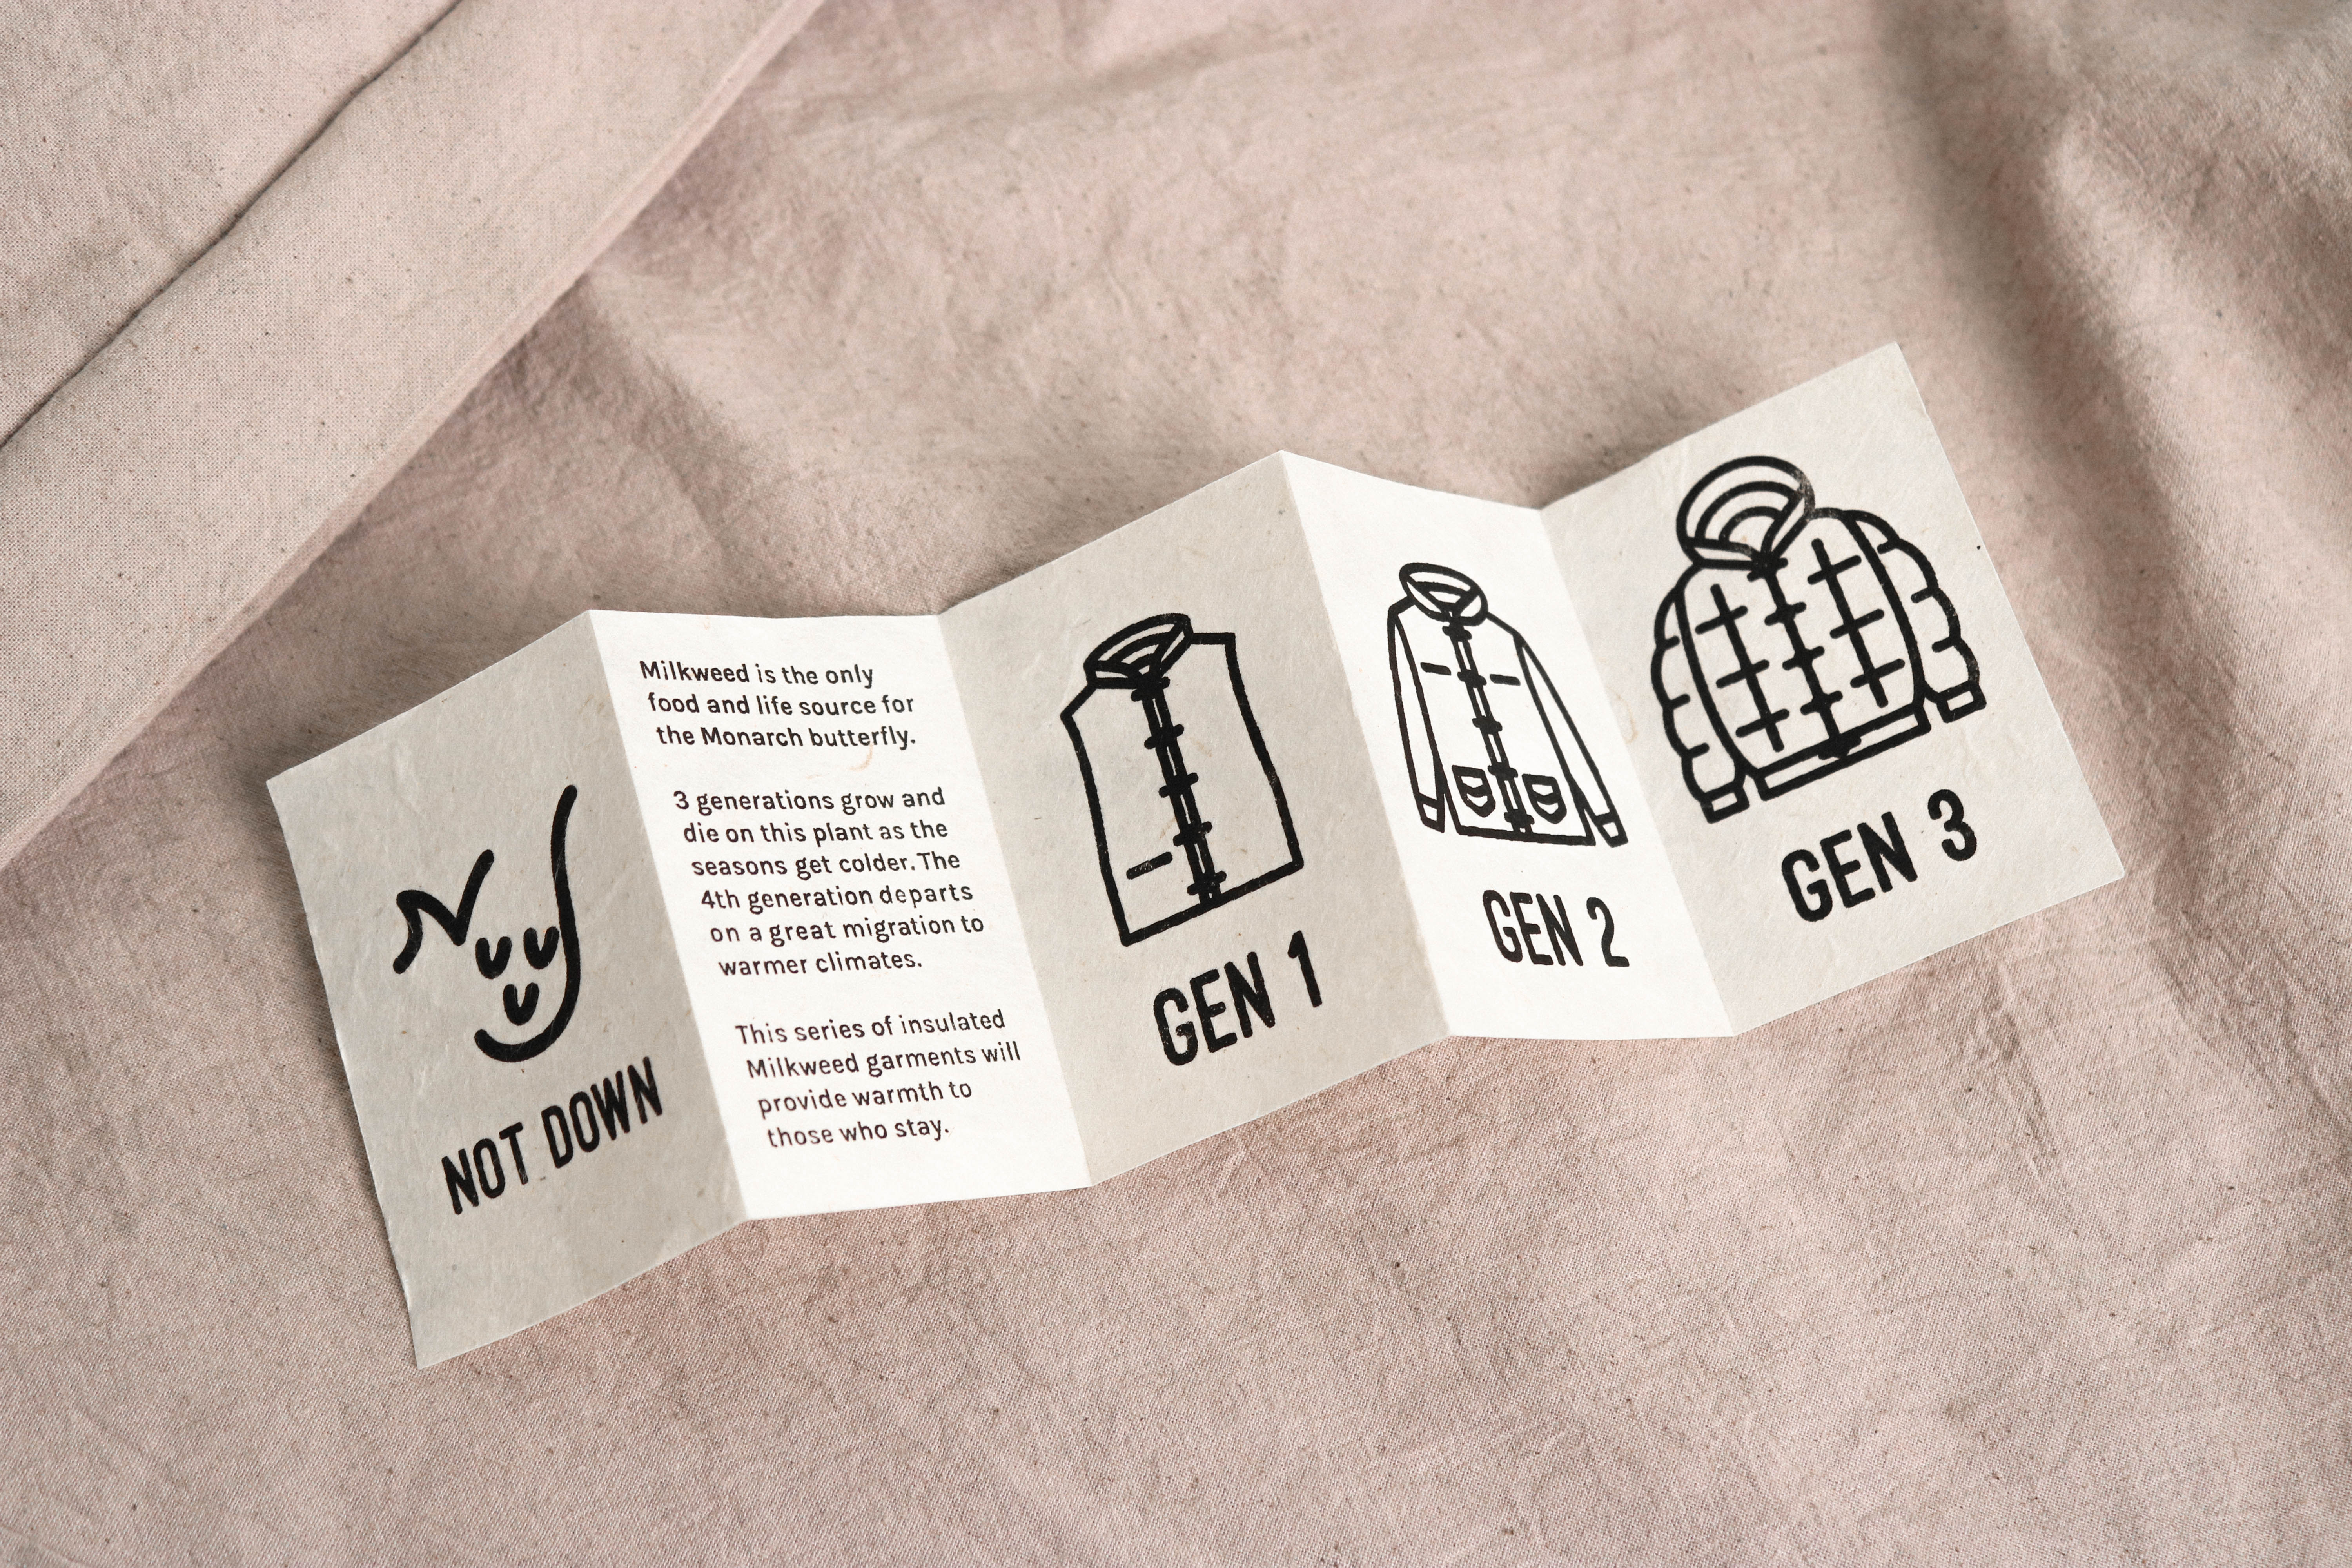 NOT DOWN
Milkweed is the only
food and life source for
the Monarch butterfly.
3 generations grow and
die on this plant as the
seasons get colder. The
4th generation departs
on a great migration to
warmer climates.
This series of insulated
Milkweed garments will
provide warmth to
those who stay.
GEN 1
GEN 2
GEN 3